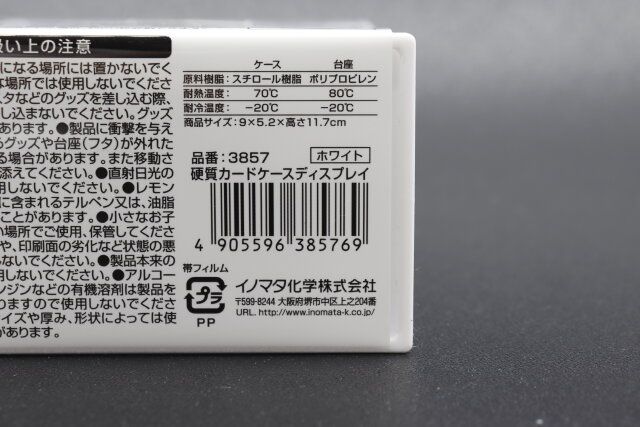 扱い上の注意
になる場所には置かないでく
な場所では使用しないでくださ
スタなどのグッズを差し込む際、
し込まないでください。グッズ
あります。●製品に衝撃を与え
るグッズや台座(フタ)が外れた
る場合があります。また移動さ
添えてください。●直射日光の
用しないでください。●レモン
に含まれるテルペン又は、油脂
ことがあります。●小さなお子
い場所でご使用、保管してくださ
や、印刷面の劣化など状態の悪
しないでください。●製品本来の
用しないでください。●アルコー
ンジンなどの有機溶剤は製品を
りますので使用しないでくださ
サイズや厚み、形状によっては使
があります。
ケース 台座
原料樹脂:スチロール樹脂 ポリプロピレン
耐熱温度: 70℃ 80℃
耐冷温度: −20℃ −20℃
商品サイズ:9×5.2×高さ11.7cm
品番:3857 ホワイト
硬質カードケースディスプレイ
4 905596 385769
帯フィルム
プラ
PP
イノマタ化学株式会社
〒599-8244 大阪府堺市中区上之204番
URL. http://www.inomata-k.co.jp/